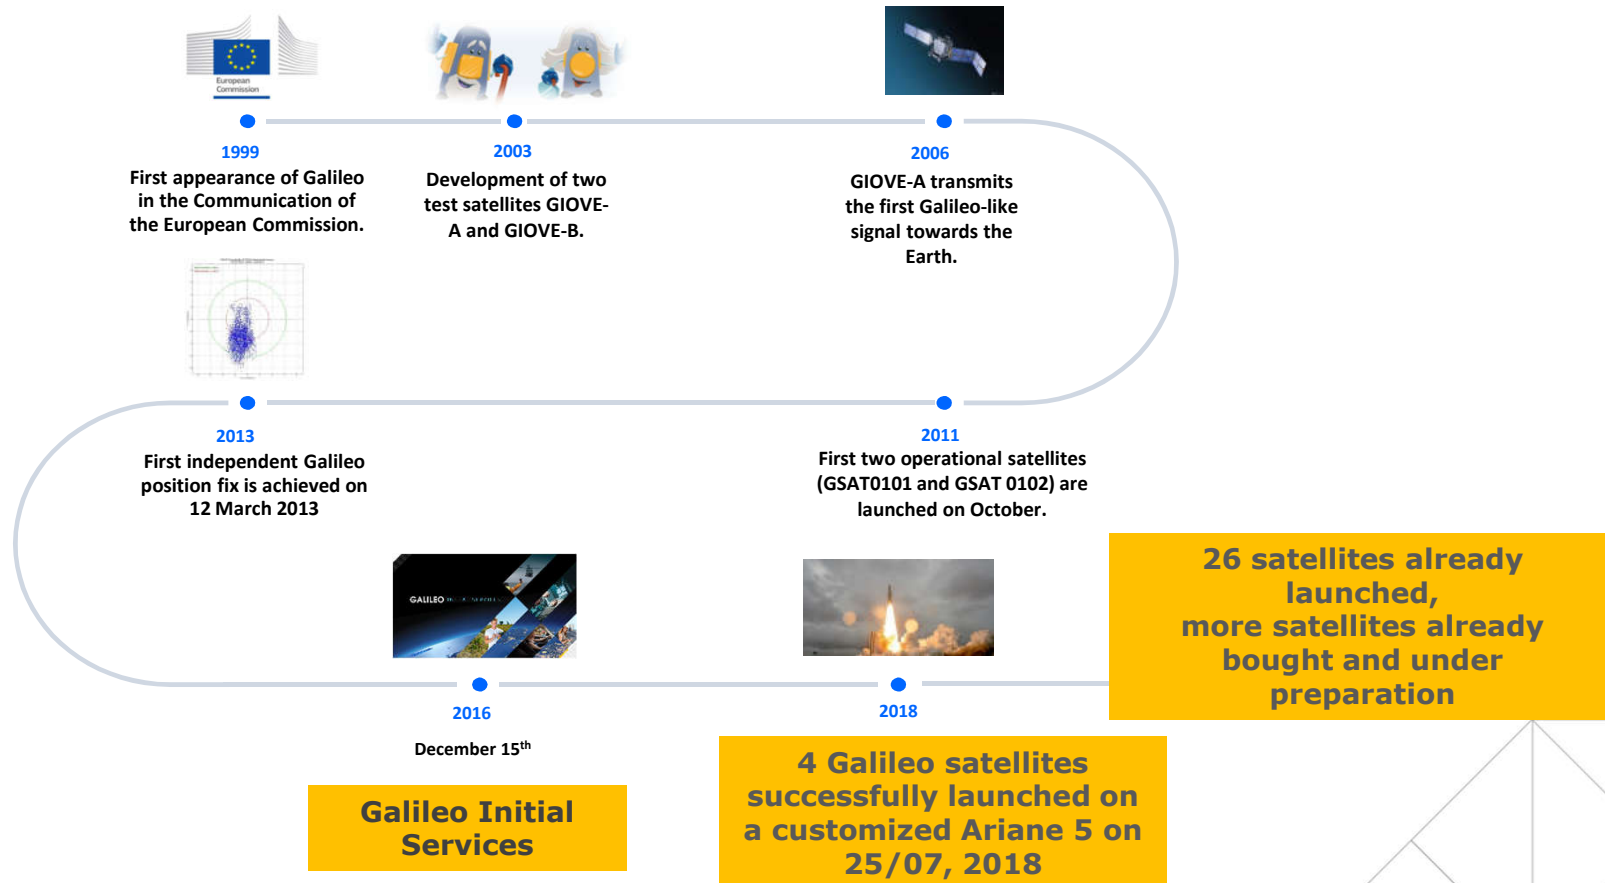 European
Commission
1999
First appearance of Galileo
in the Communication of
the European Commission.
2003
Development of two
test satellites GIOVE-
A and GIOVE-B.
2006
GIOVE-A transmits
the first Galileo-like
signal towards the
Earth.
2013
First independent Galileo
position fix is achieved on
12 March 2013
2011
First two operational satellites
(GSAT0101 and GSAT 0102) are
launched on October.
GALILEO
2016
December 15th
Galileo Initial
Services
2018
4 Galileo satellites
successfully launched on
a customized Ariane 5 on
25/07, 2018
26 satellites already
launched,
more satellites already
bought and under
preparation